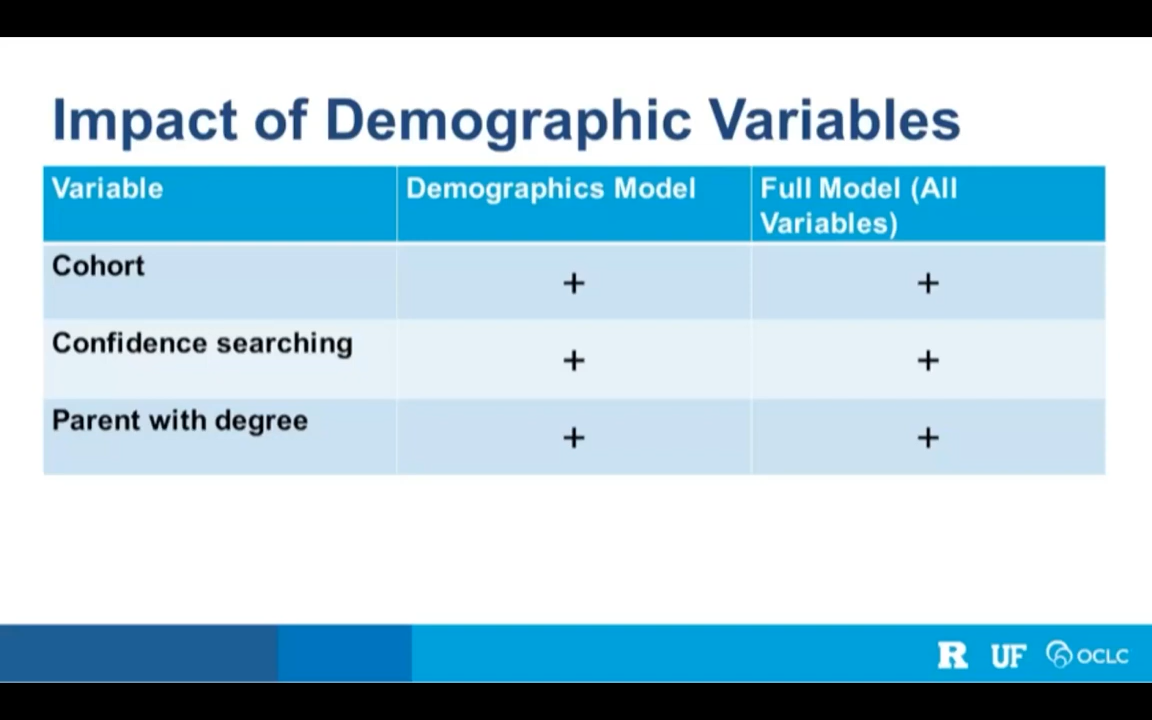 Impact of Demographic Variables
Variable Demographics Model Full Model (All
Variables)
Cohort + +
Confidence searching + +
Parent with degree + +
R UF OCLC